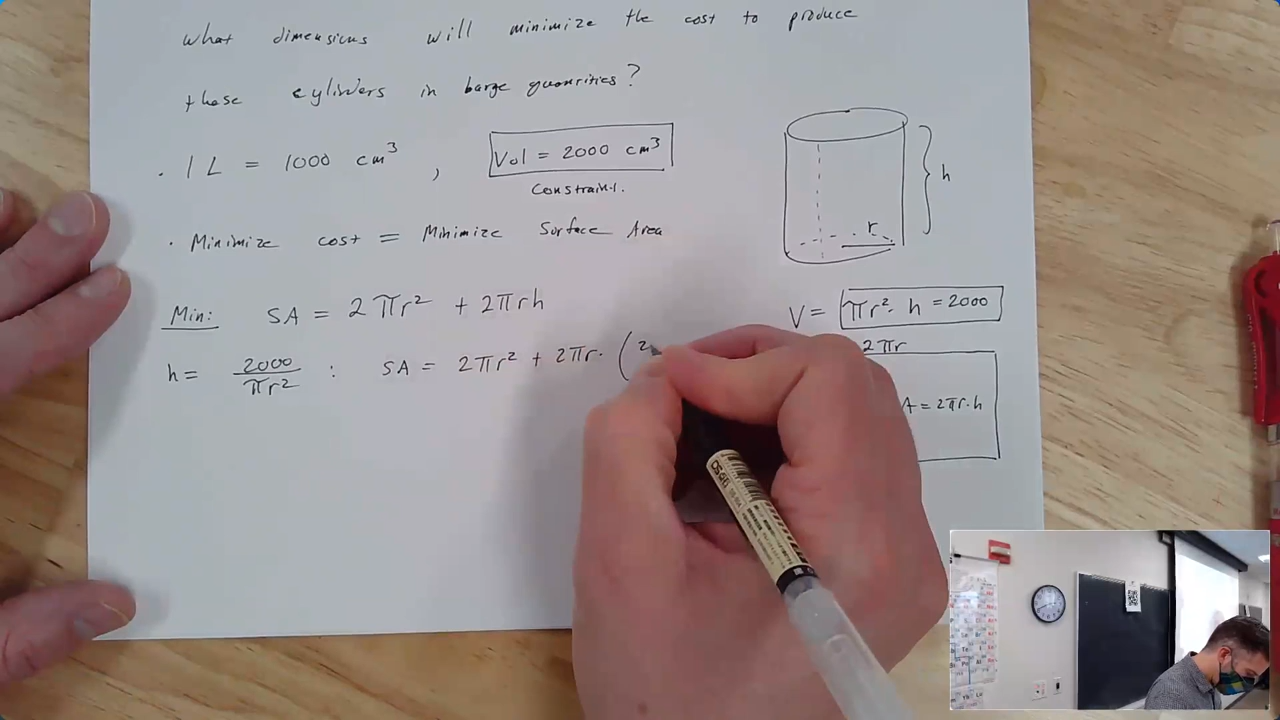 what dimensions will minimize the cost to produce
these cylinders in large quantities?
. 1 L = 1000 cm³ , Vol = 2000 cm³
Constraint.
h
r
. Minimize cost = Minimize Surface Area
Min: SA = 2πr² + 2πrh
V = πr² · h = 2000
h = 2000/πr² : SA = 2πr² + 2πr · (2
2πr
A = 2πr·h